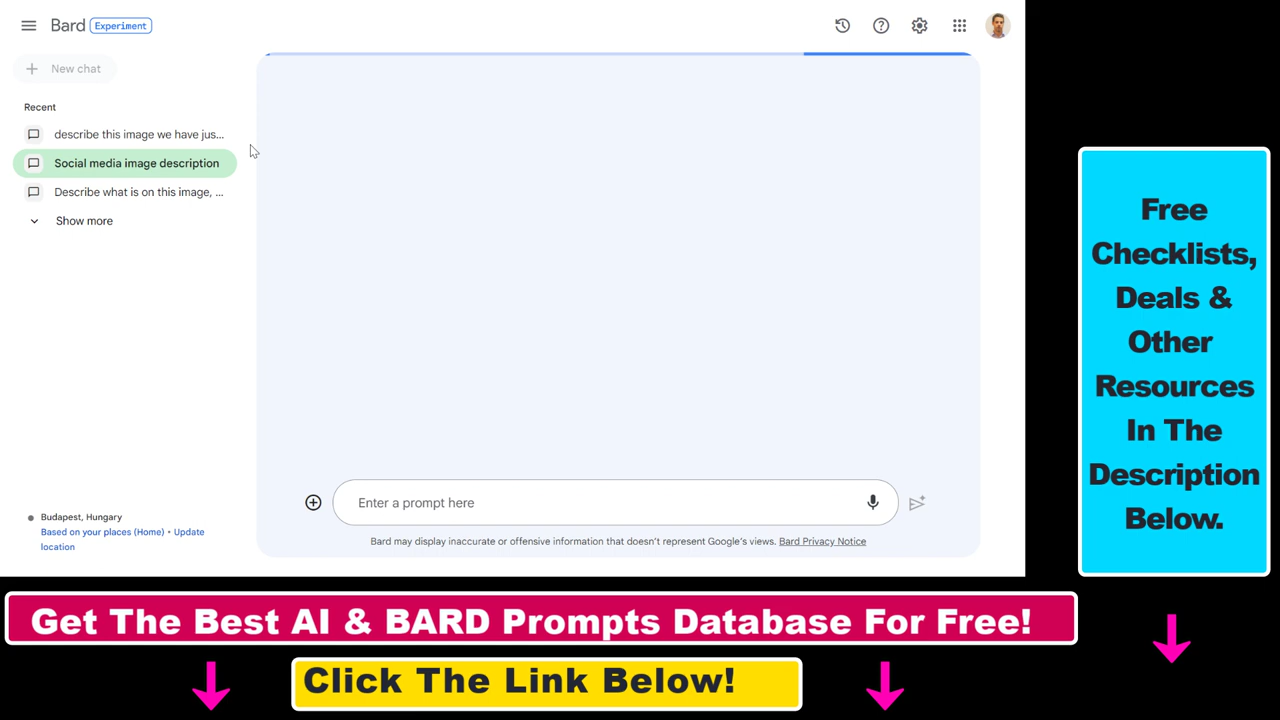 Bard Experiment
New chat
Recent
describe this image we have jus...
Social media image description
Describe what is on this image, ...
Show more
Enter a prompt here
Budapest, Hungary
Based on your places (Home) • Update
location
Bard may display inaccurate or offensive information that doesn't represent Google's views. Bard Privacy Notice
Free
Checklists,
Deals &
Other
Resources
In The
Description
Below.
Get The Best AI & BARD Prompts Database For Free!
Click The Link Below!